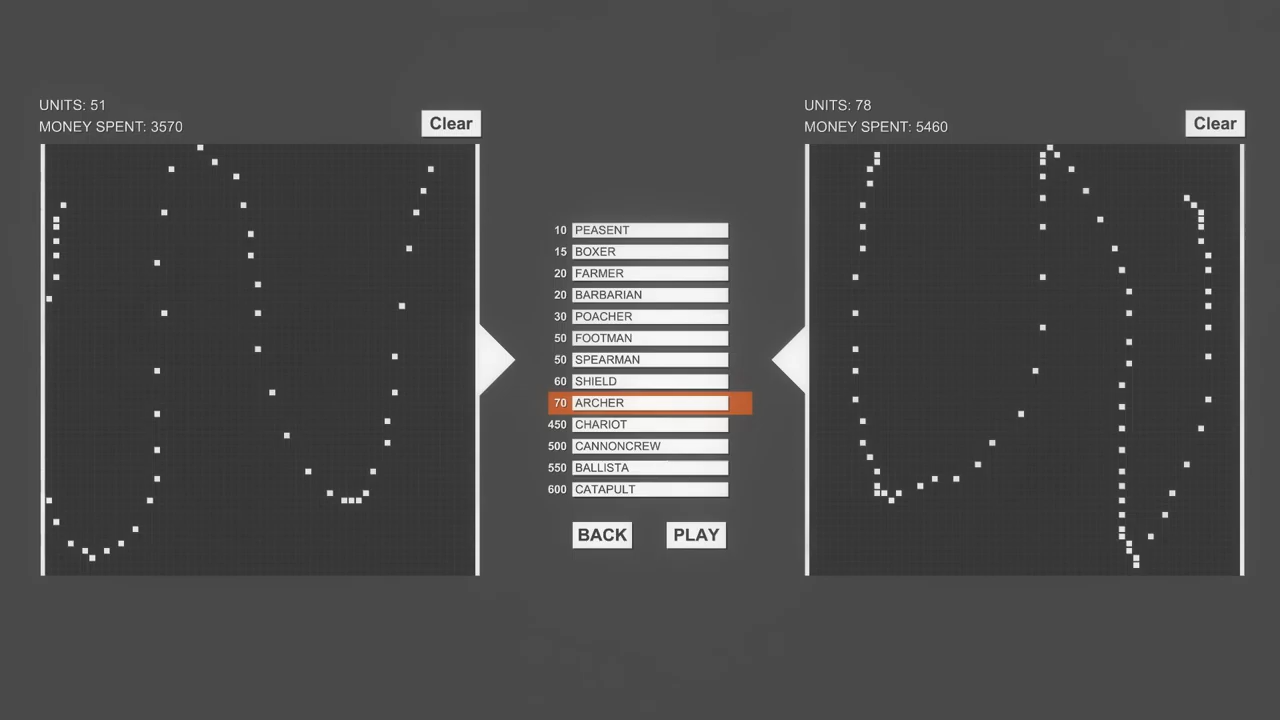 UNITS: 51
MONEY SPENT: 3570
Clear
UNITS: 78
MONEY SPENT: 5460
Clear
10 PEASENT
15 BOXER
20 FARMER
20 BARBARIAN
30 POACHER
50 FOOTMAN
50 SPEARMAN
60 SHIELD
70 ARCHER
450 CHARIOT
500 CANNONCREW
550 BALLISTA
600 CATAPULT
BACK PLAY